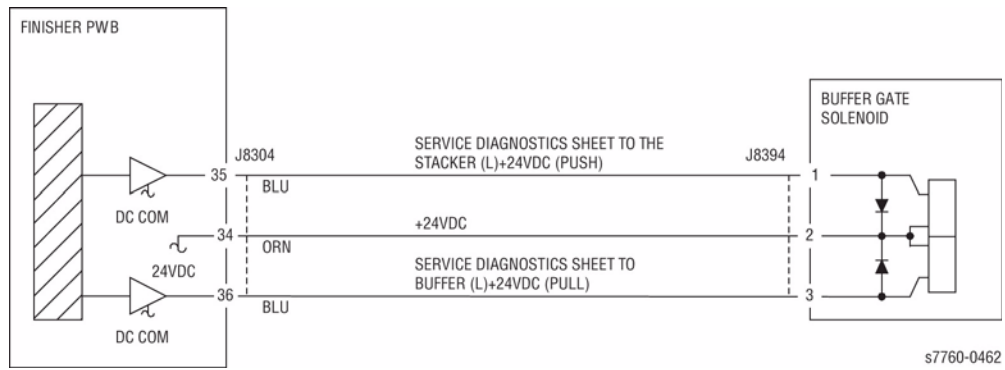 FINISHER PWB
BUFFER GATE
SOLENOID
SERVICE DIAGNOSTICS SHEET TO THE
STACKER (L)+24VDC (PUSH)
J8304
J8394
35
1
BLU
DC COM
+24VDC
34
2
ORN
24VDC
SERVICE DIAGNOSTICS SHEET TO
BUFFER (L)+24VDC (PULL)
36
3
BLU
DC COM
s7760-0462